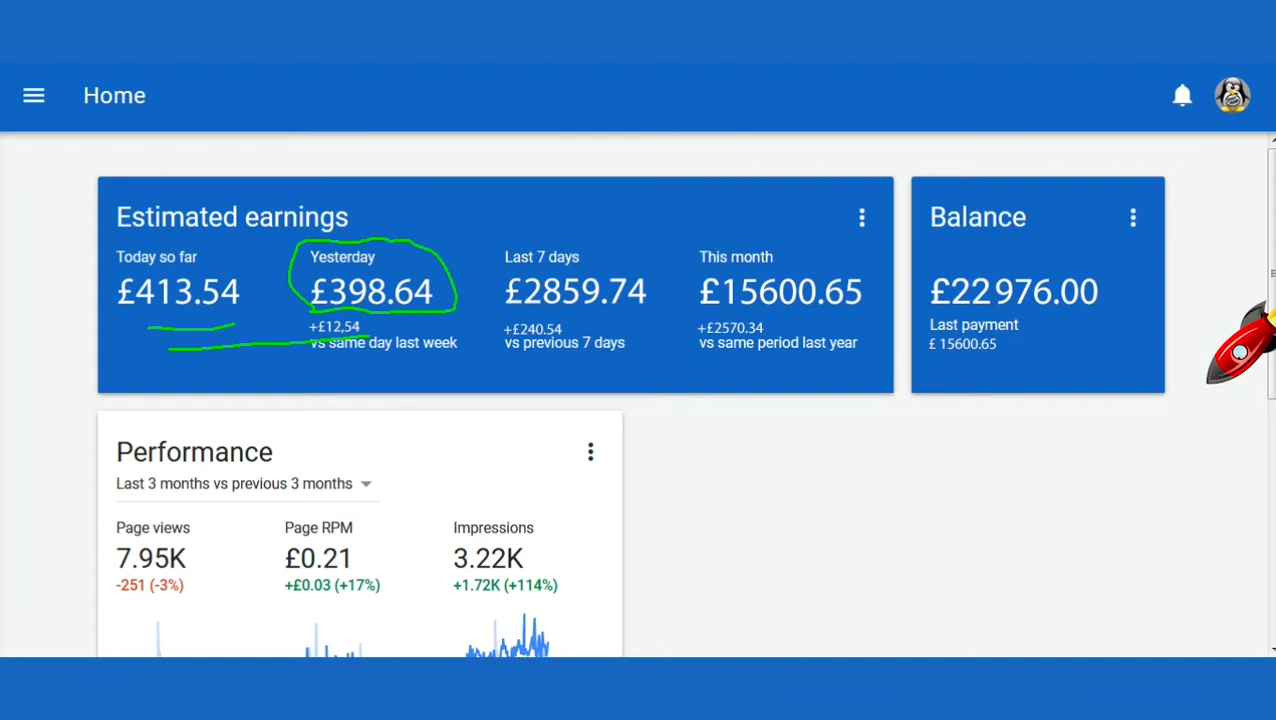 Home
Estimated earnings
Today so far
£413.54
Yesterday
£398.64
+£12,54
vs same day last week
Last 7 days
£2859.74
+£240.54
vs previous 7 days
This month
£15600.65
+£2570.34
vs same period last year
Balance
£22976.00
Last payment
£ 15600.65
Performance
Last 3 months vs previous 3 months
Page views
7.95K
-251 (-3%)
Page RPM
£0.21
+£0.03 (+17%)
Impressions
3.22K
+1.72K (+114%)